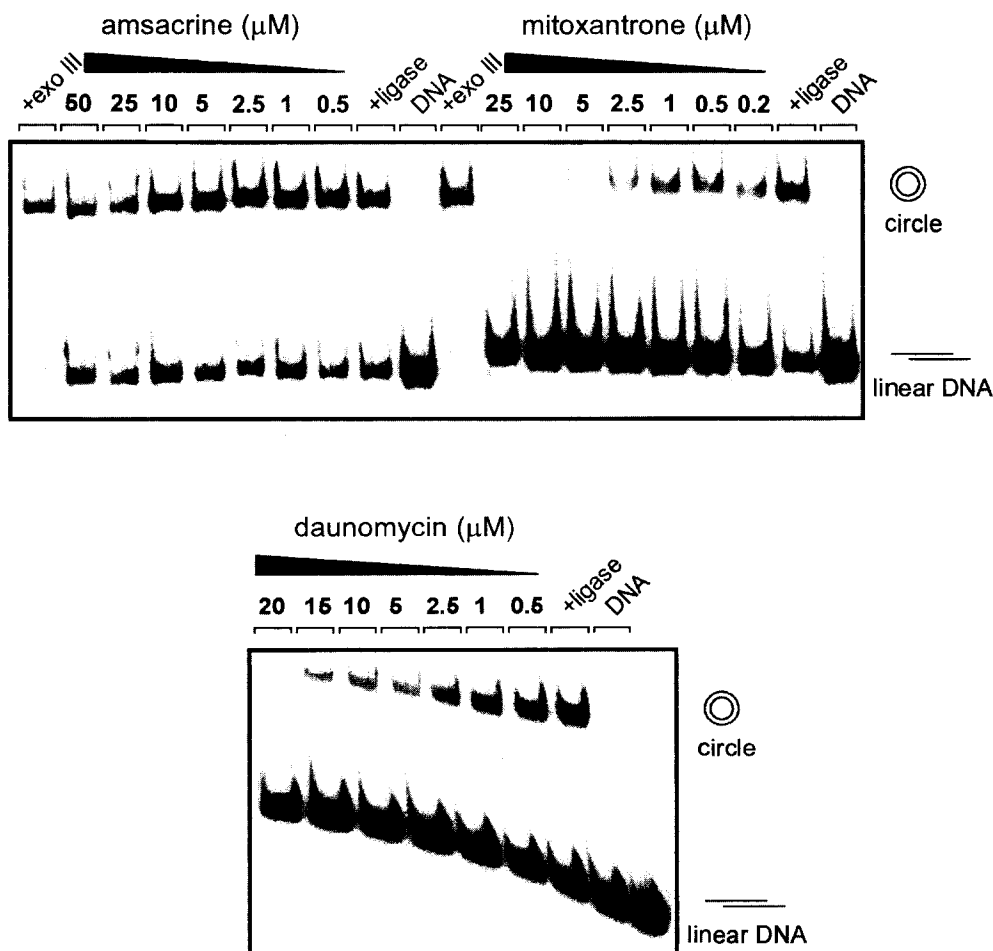 amsacrine (μM) mitoxantrone (μM)
+exo III 50 25 10 5 2.5 1 0.5 +ligase DNA +exo III 25 10 5 2.5 1 0.5 0.2 +ligase DNA
circle
linear DNA
daunomycin (μM)
20 15 10 5 2.5 1 0.5 +ligase DNA
circle
linear DNA